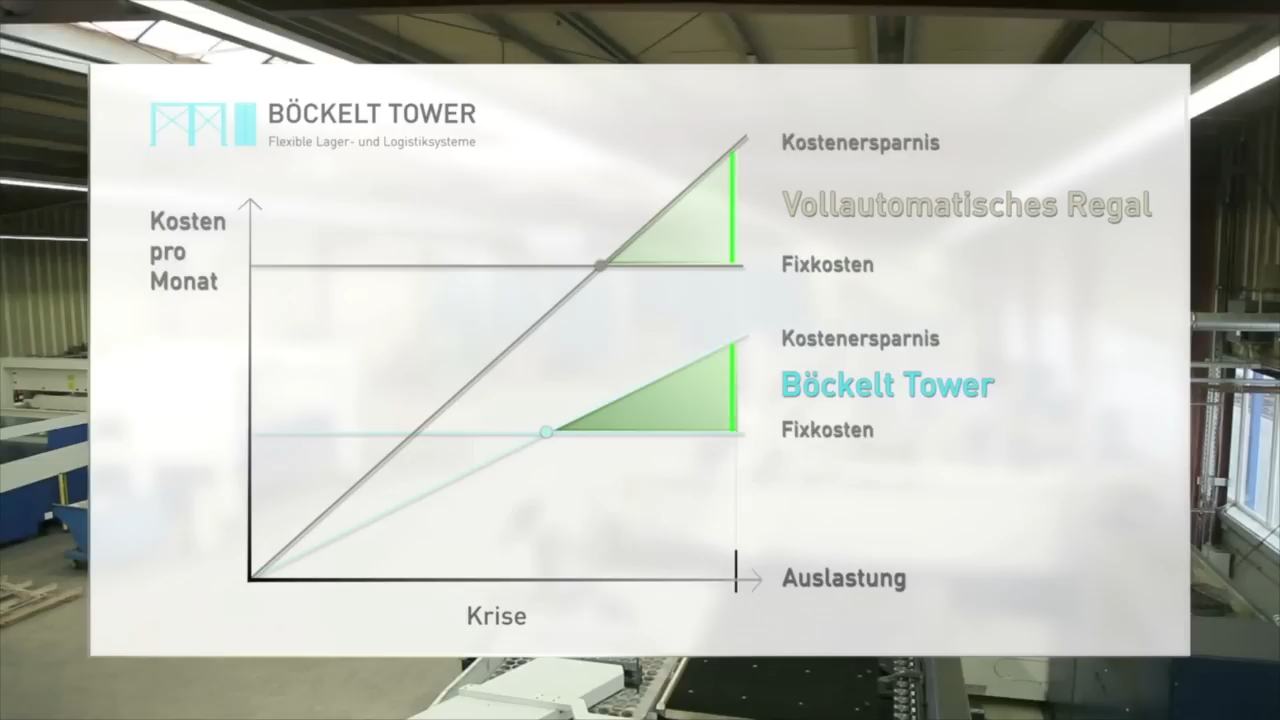 BÖCKELT TOWER
Flexible Lager- und Logistiksysteme
Kosten
pro
Monat
Kostenersparnis
Vollautomatisches Regal
Fixkosten
Kostenersparnis
Böckelt Tower
Fixkosten
Auslastung
Krise